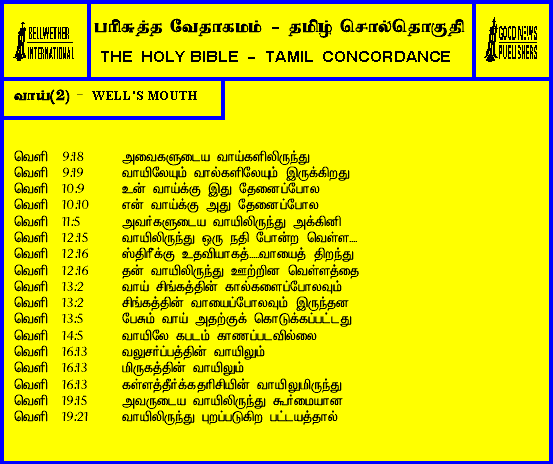 BELLWETHER
INTERNATIONAL
பரிசுத்த வேதாகமம் - தமிழ் சொல்தொகுதி
THE HOLY BIBLE - TAMIL CONCORDANCE
GOOD NEWS
PUBLISHERS
வாய்(2) - WELL'S MOUTH
வெளி 9:18 அவைகளுடைய வாய்களிலிருந்து
வெளி 9:19 வாயிலேயும் வால்களிலேயும் இருக்கிறது
வெளி 10:9 உன் வாய்க்கு இது தேனைப்போல
வெளி 10:10 என் வாய்க்கு அது தேனைப்போல
வெளி 11:5 அவர்களுடைய வாயிலிருந்து அக்கினி
வெளி 12:15 வாயிலிருந்து ஒரு நதி போன்ற வெள்ள....
வெளி 12:16 ஸ்திரீக்கு உதவியாகத்....வாயைத் திறந்து
வெளி 12:16 தன் வாயிலிருந்து ஊற்றின வெள்ளத்தை
வெளி 13:2 வாய் சிங்கத்தின் கால்களைப்போலவும்
வெளி 13:2 சிங்கத்தின் வாயைப்போலவும் இருந்தன
வெளி 13:5 பேசும் வாய் அதற்குக் கொடுக்கப்பட்டது
வெளி 14:5 வாயிலே கபடம் காணப்படவில்லை
வெளி 16:13 வலுசர்ப்பத்தின் வாயிலும்
வெளி 16:13 மிருகத்தின் வாயிலும்
வெளி 16:13 கள்ளத்தீர்க்கதரிசியின் வாயிலுமிருந்து
வெளி 19:15 அவருடைய வாயிலிருந்து கூர்மையான
வெளி 19:21 வாயிலிருந்து புறப்படுகிற பட்டயத்தால்